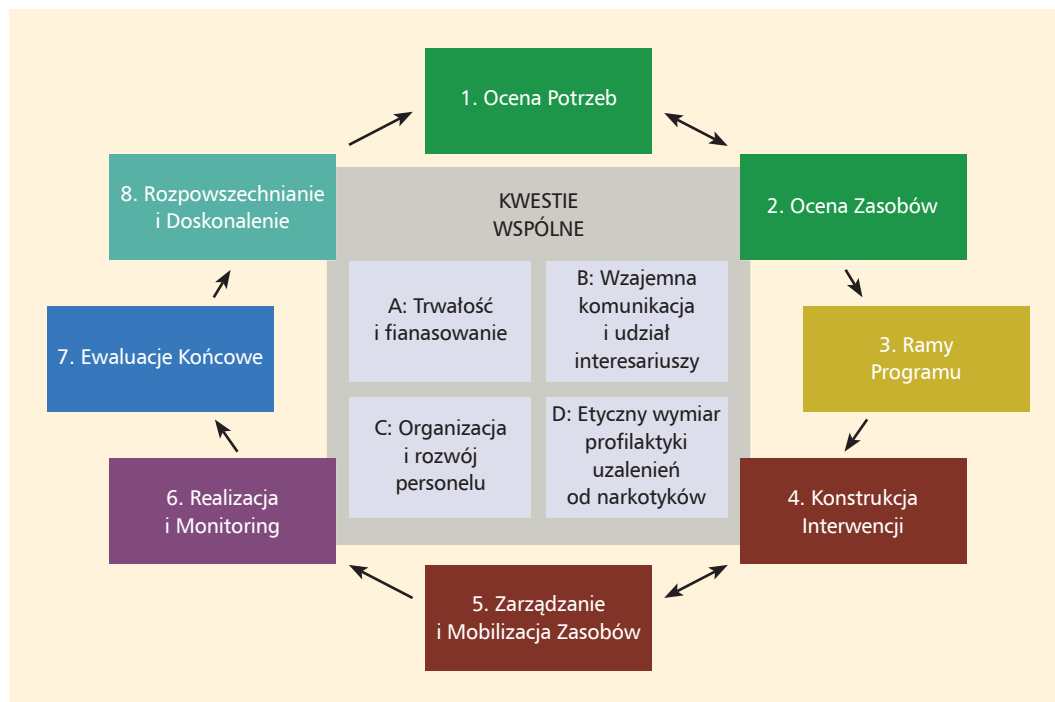 1. Ocena Potrzeb
2. Ocena Zasobów
3. Ramy
Programu
4. Konstrukcja
Interwencji
5. Zarządzanie
i Mobilizacja Zasobów
6. Realizacja
i Monitoring
7. Ewaluacje Końcowe
8. Rozpowszechnianie
i Doskonalenie
KWESTIE
WSPÓLNE
A: Trwałość
i fianasowanie
B: Wzajemna
komunikacja
i udział
interesariuszy
C: Organizacja
i rozwój
personelu
D: Etyczny wymiar
profilaktyki
uzalenień
od narkotyków